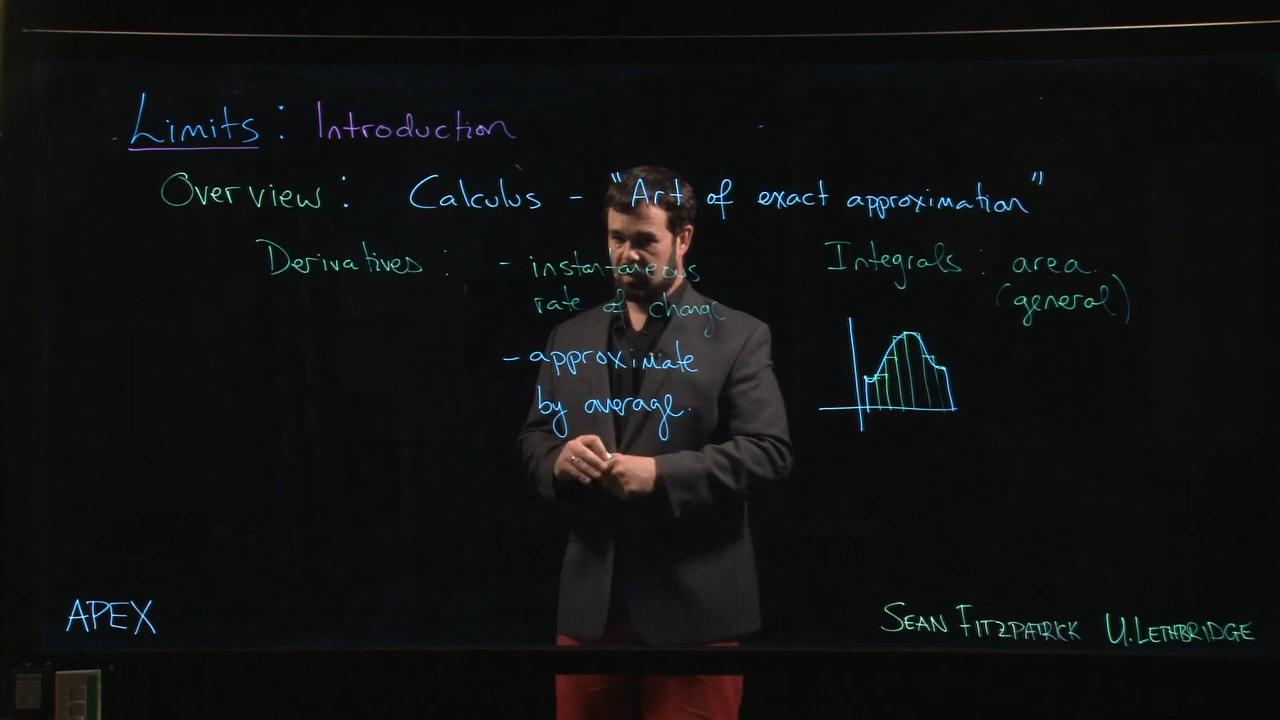 Limits: Introduction
Overview: Calculus - "Art of exact approximation"
Derivatives: - instantaneous
rate of change
- approximate
by average.
Integrals: area.
(general)
APEX
SEAN FITZPATRICK U. LETHBRIDGE